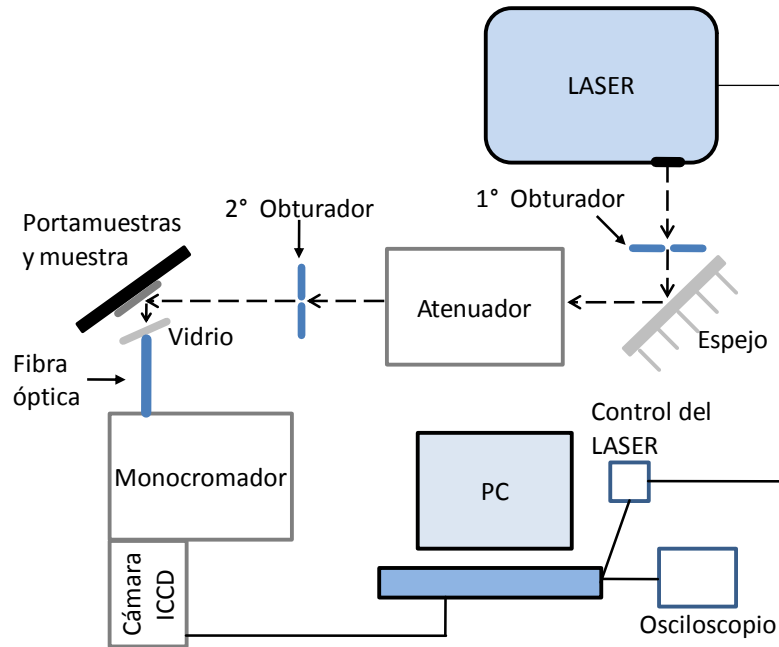 LASER
1° Obturador
2° Obturador
Portamuestras
y muestra
Atenuador
Espejo
Vidrio
Fibra
óptica
Monocromador
Cámara
ICCD
PC
Control del
LASER
Osciloscopio